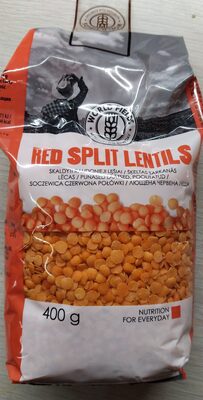 WORLD FIELDS
RED SPLIT LENTILS
SKALDYTI RAUDONIEJI LĘŠIAI / ŠĶELTAS SARKANĀS
LĒCAS / PUNASED LÄÄTSED, POOLITATUD /
SOCZEWICA CZERWONA POŁÓWKI / ЛЮЩЕНА ЧЕРВЕНА ЛЕЩА
400 g
NUTRITION
FOR EVERYDAY